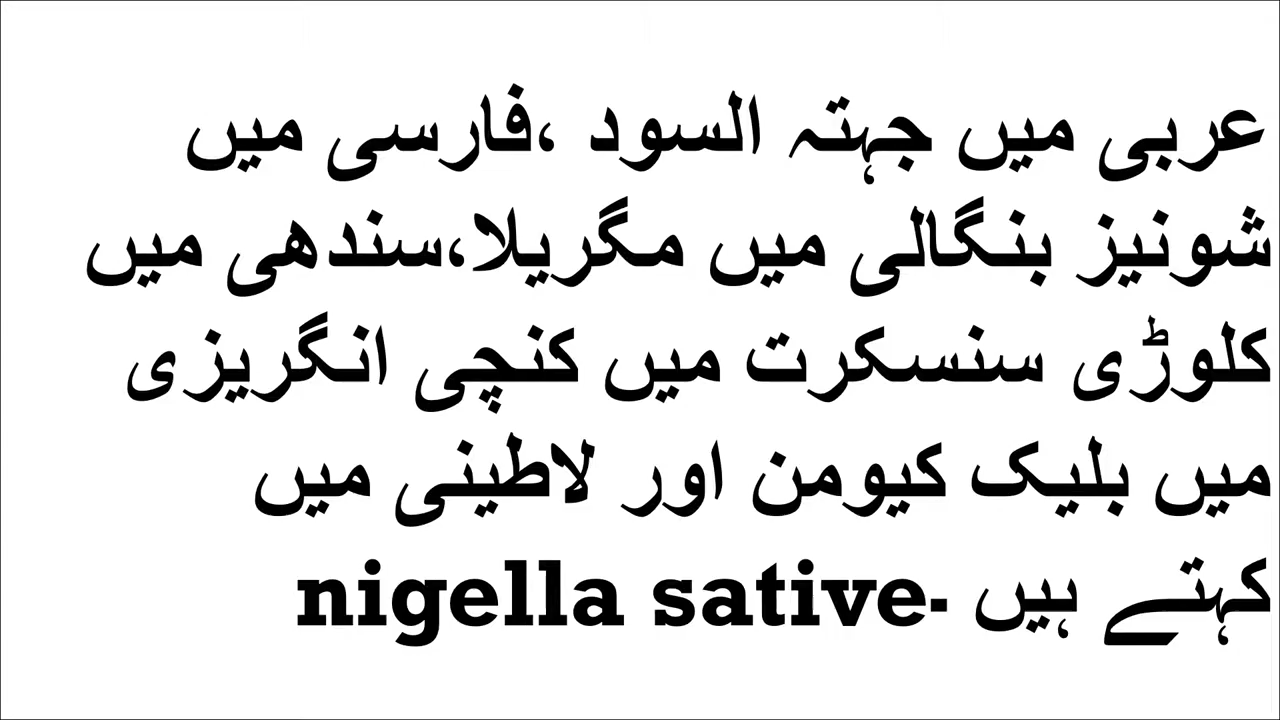 عربی میں جہتہ السود ،فارسی میں
شونیز بنگالی میں مگریلا،سندھی میں
کلوڑی سنسکرت میں کنچی انگریزی
میں بلیک کیومن اور لاطینی میں
کہتے ہیں nigella sative-